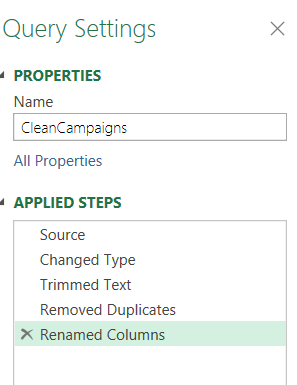 Query Settings
PROPERTIES
Name
CleanCampaigns
All Properties
APPLIED STEPS
Source
Changed Type
Trimmed Text
Removed Duplicates
Renamed Columns